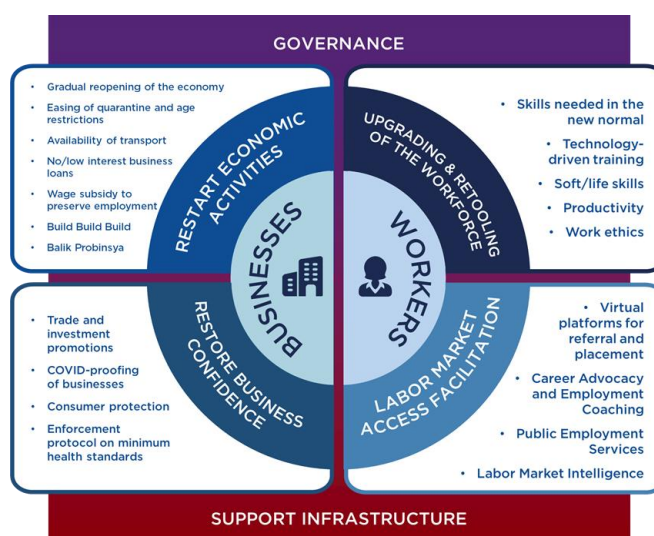 GOVERNANCE
• Gradual reopening of the economy
• Easing of quarantine and age
restrictions
• Availability of transport
• No/low interest business
loans
• Wage subsidy to
preserve employment
• Build Build Build
• Balik Probinsya
RESTART ECONOMIC
ACTIVITIES
UPGRADING & RETOOLING
OF THE WORKFORCE
• Skills needed in the
new normal
• Technology-
driven training
• Soft/life skills
• Productivity
• Work ethics
BUSINESSES
WORKERS
• Trade and
investment
promotions
• COVID-proofing
of businesses
• Consumer protection
• Enforcement
protocol on minimum
health standards
RESTORE BUSINESS
CONFIDENCE
LABOR MARKET
ACCESS FACILITATION
• Virtual
platforms for
referral and
placement
• Career Advocacy
and Employment
Coaching
• Public Employment
Services
• Labor Market Intelligence
SUPPORT INFRASTRUCTURE